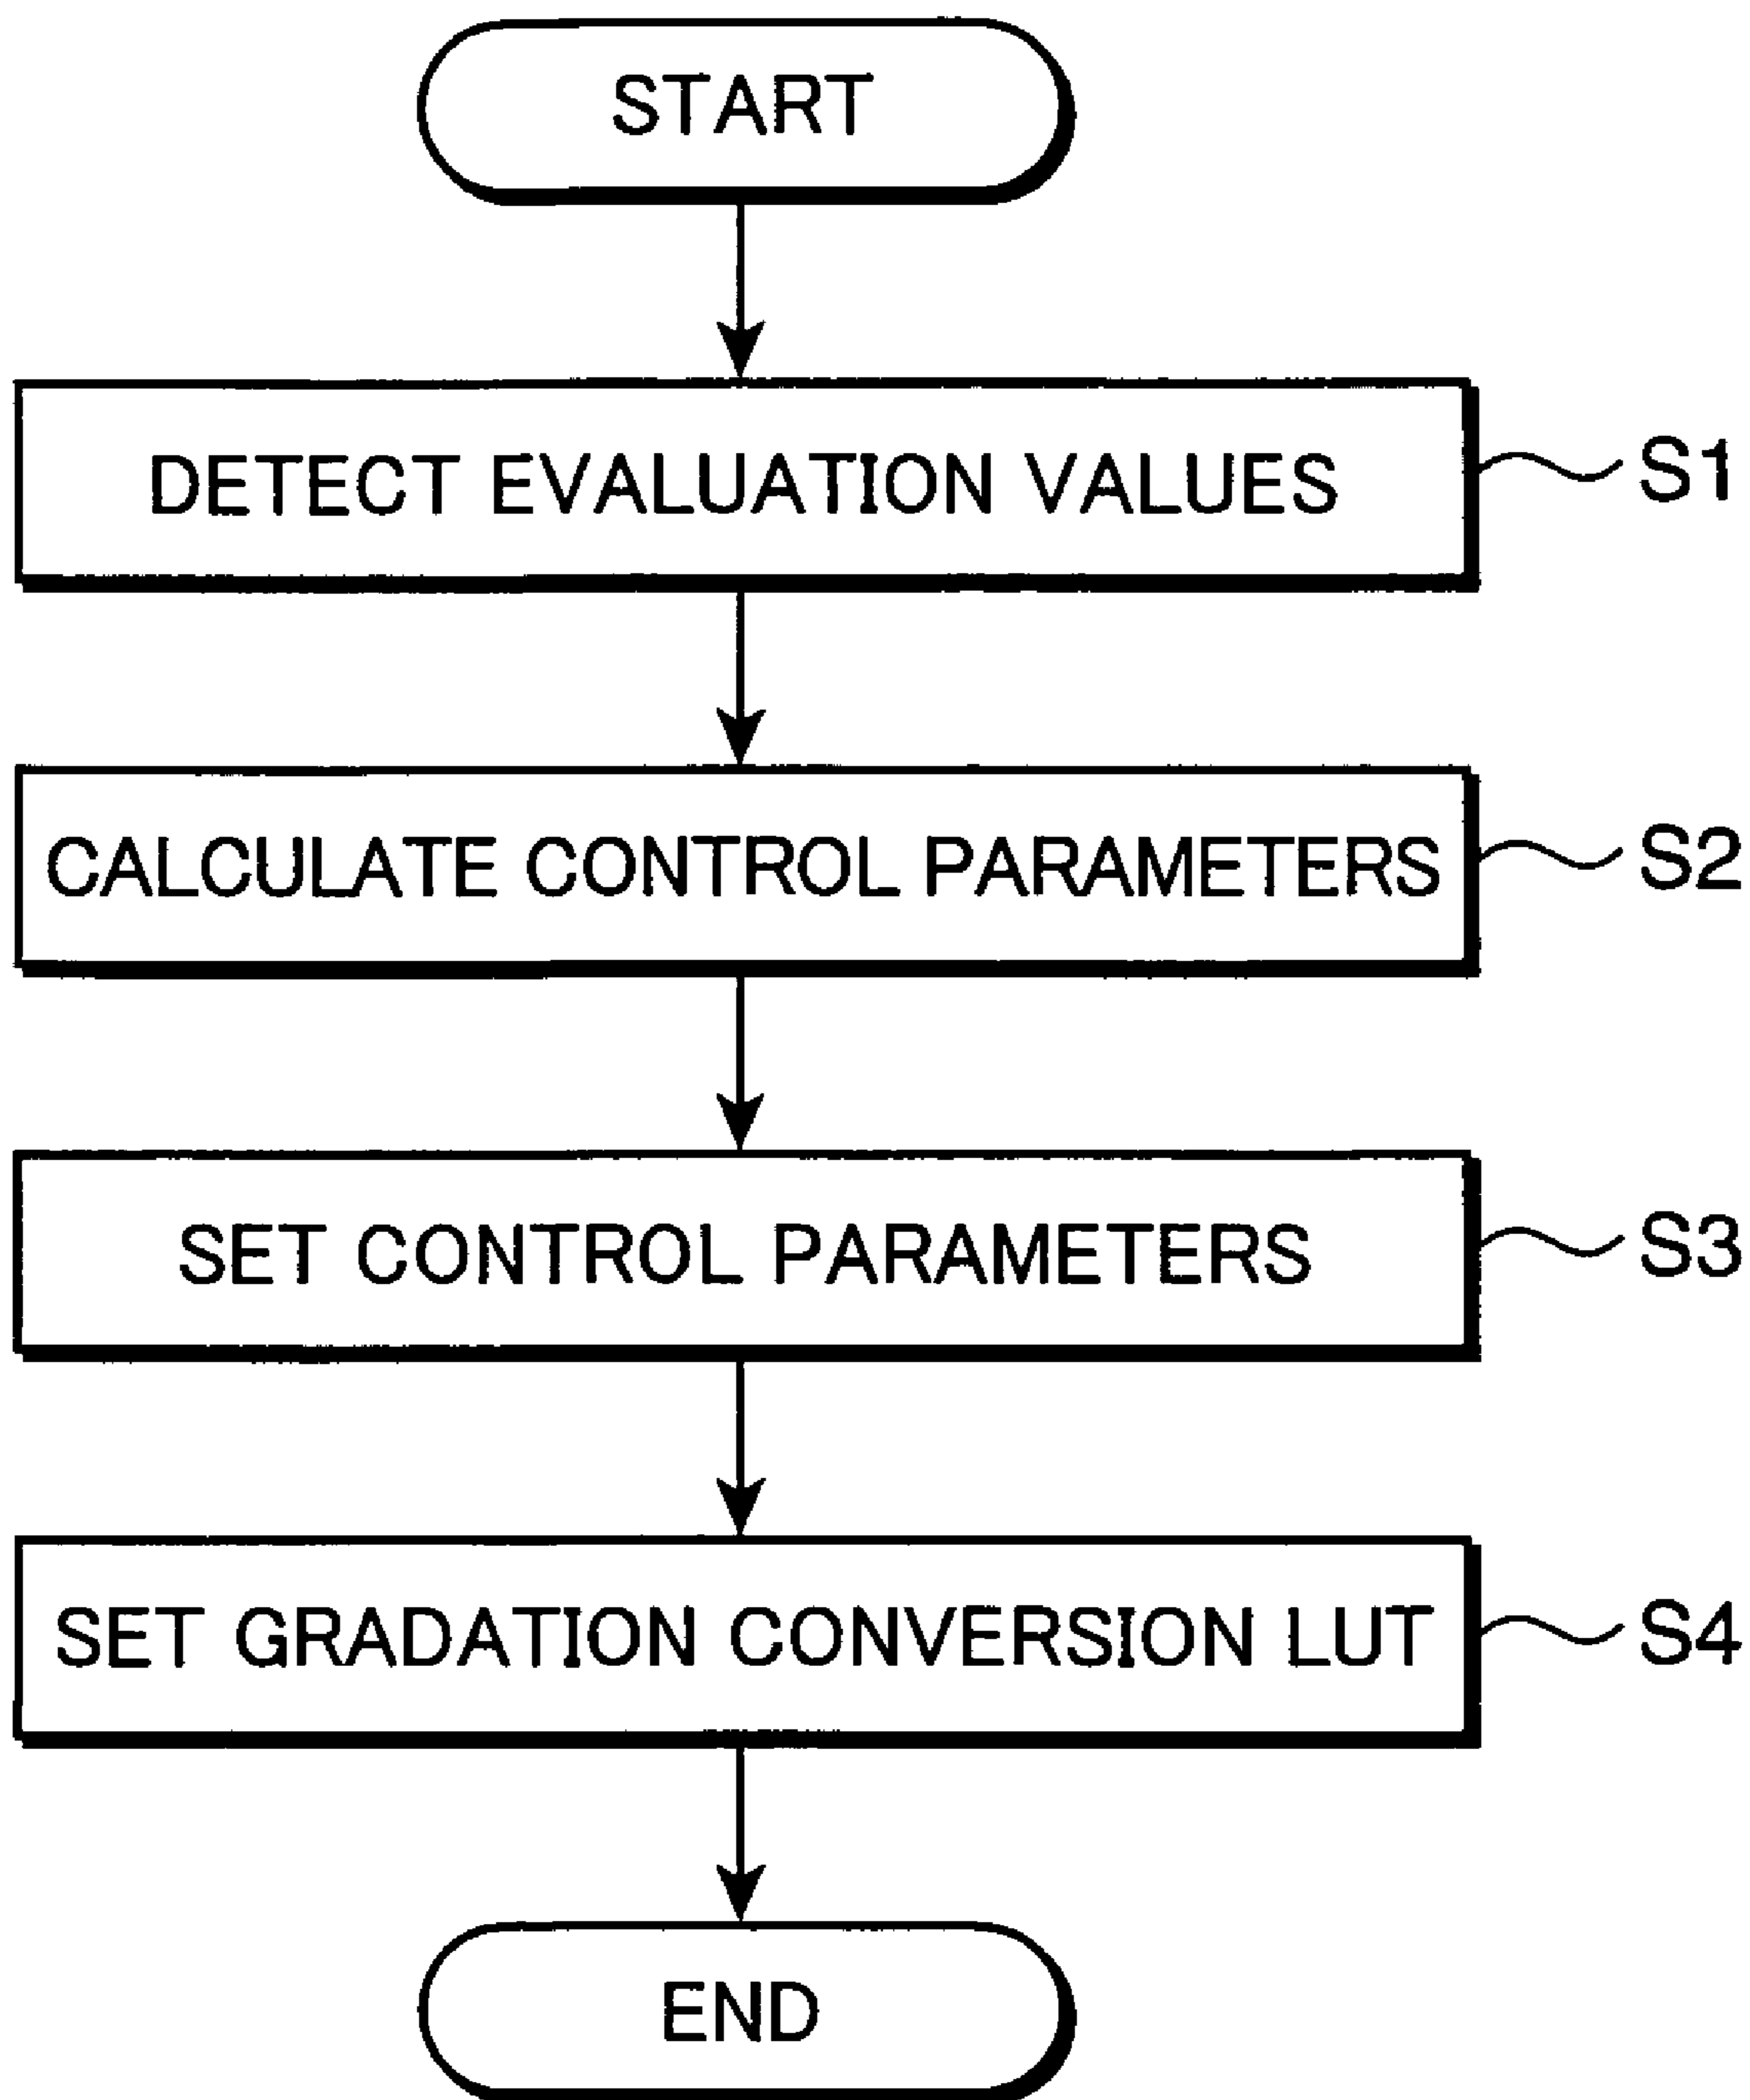 START
DETECT EVALUATION VALUES
S1
CALCULATE CONTROL PARAMETERS
S2
SET CONTROL PARAMETERS
S3
SET GRADATION CONVERSION LUT
S4
END